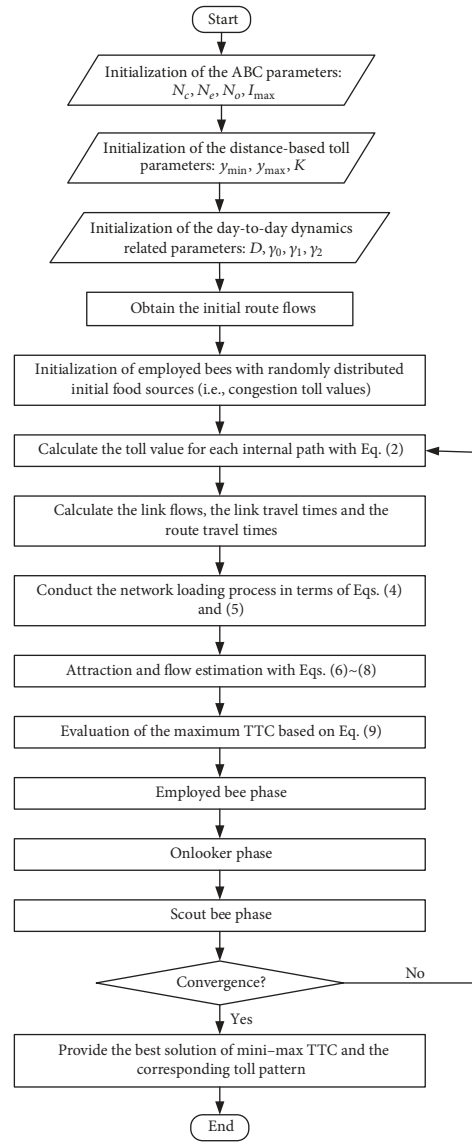 Start
Initialization of the ABC parameters:
N_c, N_e, N_o, I_max
Initialization of the distance-based toll
parameters: y_min, y_max, K
Initialization of the day-to-day dynamics
related parameters: D, γ_0, γ_1, γ_2
Obtain the initial route flows
Initialization of employed bees with randomly distributed
initial food sources (i.e., congestion toll values)
Calculate the toll value for each internal path with Eq. (2)
Calculate the link flows, the link travel times and the
route travel times
Conduct the network loading process in terms of Eqs. (4)
and (5)
Attraction and flow estimation with Eqs. (6)~(8)
Evaluation of the maximum TTC based on Eq. (9)
Employed bee phase
Onlooker phase
Scout bee phase
Convergence?
No
Yes
Provide the best solution of mini–max TTC and the
corresponding toll pattern
End